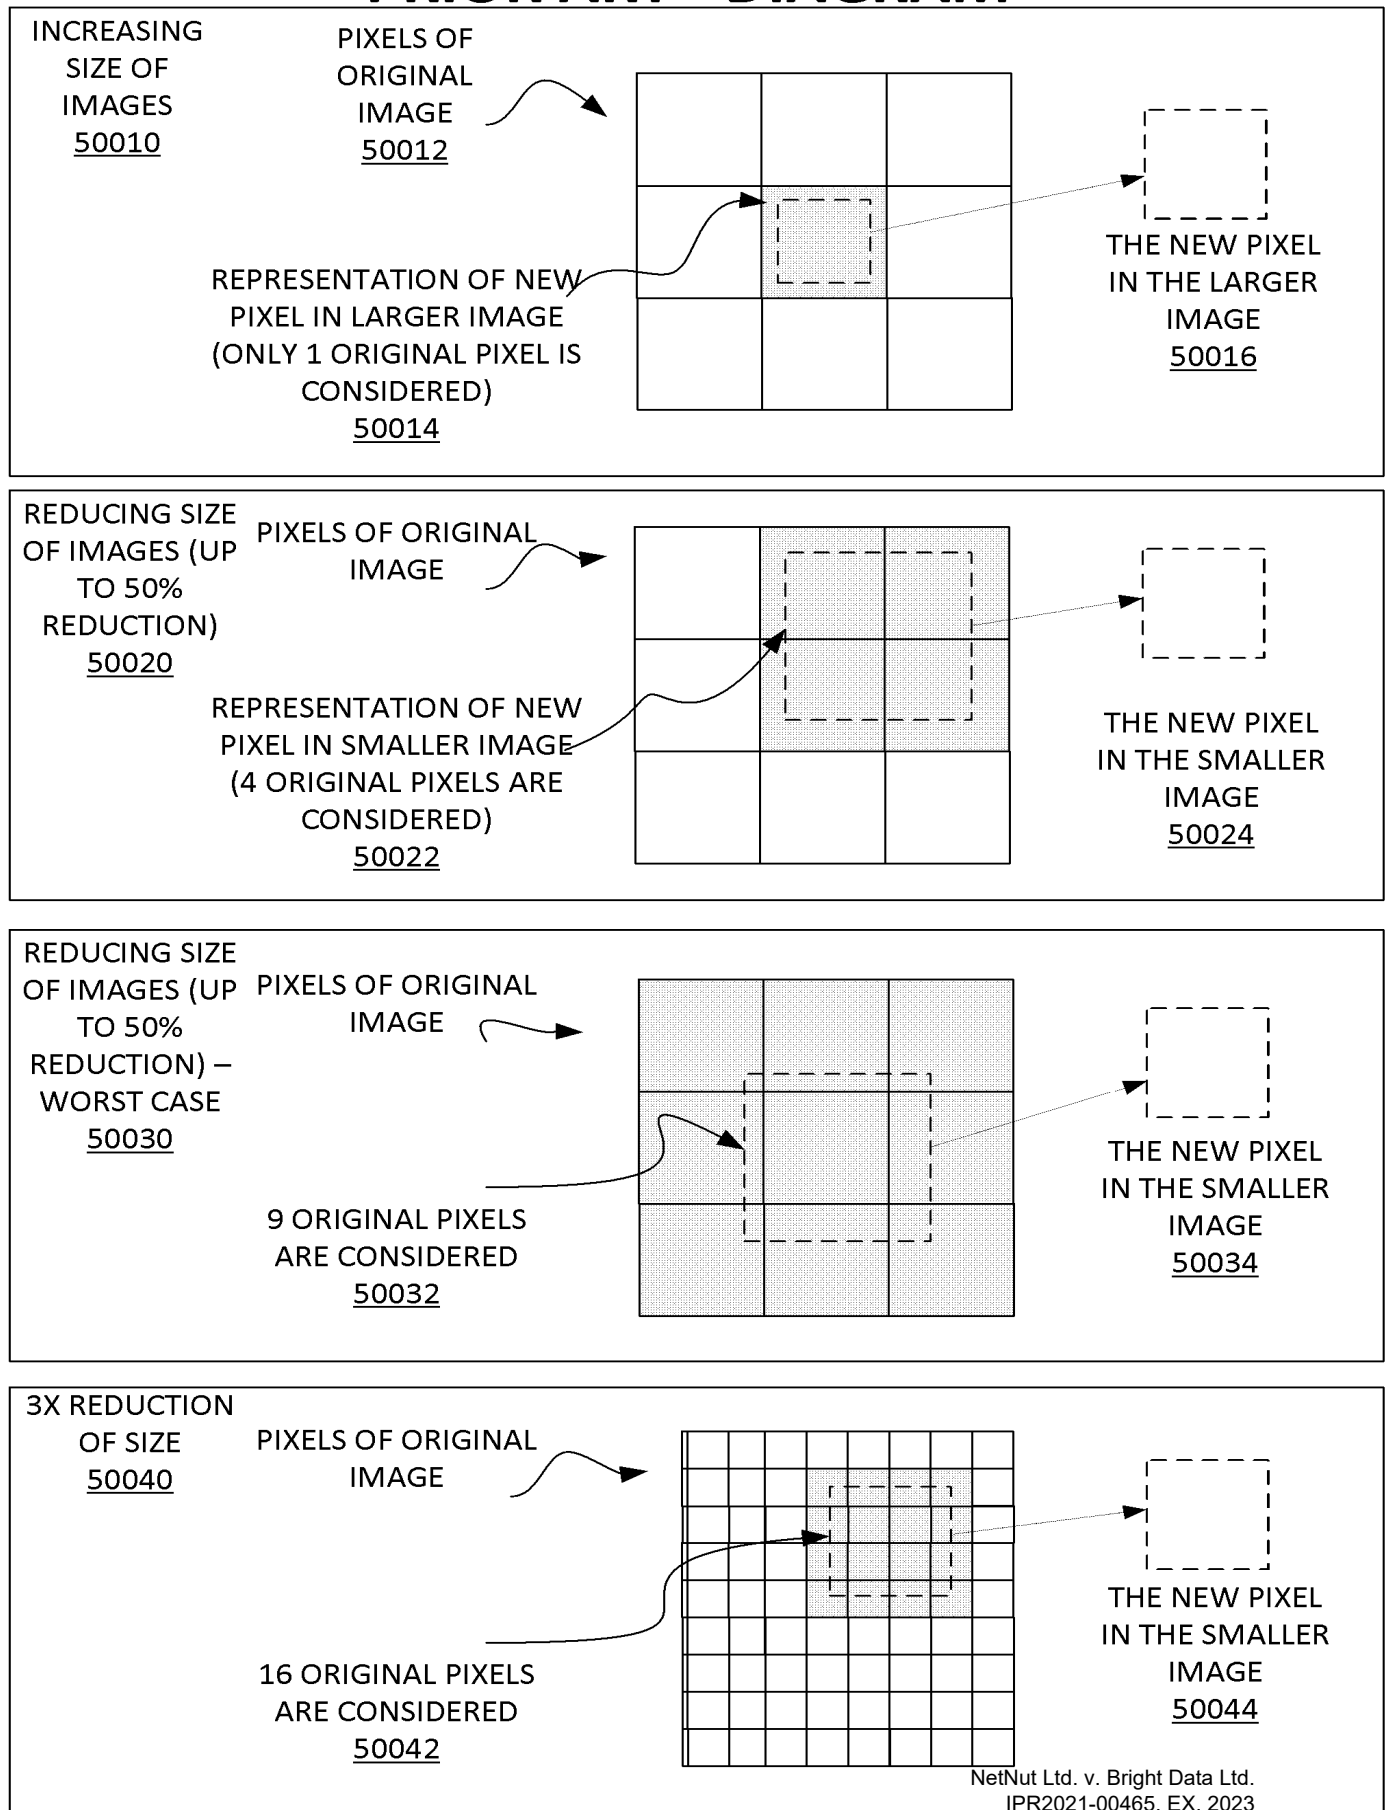 PRIOR ART - DIAGRAM
INCREASING
SIZE OF
IMAGES
50010
PIXELS OF
ORIGINAL
IMAGE
50012
REPRESENTATION OF NEW
PIXEL IN LARGER IMAGE
(ONLY 1 ORIGINAL PIXEL IS
CONSIDERED)
50014
THE NEW PIXEL
IN THE LARGER
IMAGE
50016
REDUCING SIZE
OF IMAGES (UP
TO 50%
REDUCTION)
50020
PIXELS OF ORIGINAL
IMAGE
REPRESENTATION OF NEW
PIXEL IN SMALLER IMAGE
(4 ORIGINAL PIXELS ARE
CONSIDERED)
50022
THE NEW PIXEL
IN THE SMALLER
IMAGE
50024
REDUCING SIZE
OF IMAGES (UP
TO 50%
REDUCTION) –
WORST CASE
50030
PIXELS OF ORIGINAL
IMAGE
9 ORIGINAL PIXELS
ARE CONSIDERED
50032
THE NEW PIXEL
IN THE SMALLER
IMAGE
50034
3X REDUCTION
OF SIZE
50040
PIXELS OF ORIGINAL
IMAGE
16 ORIGINAL PIXELS
ARE CONSIDERED
50042
THE NEW PIXEL
IN THE SMALLER
IMAGE
50044
NetNut Ltd. v. Bright Data Ltd.
IPR2021-00465, EX. 2023